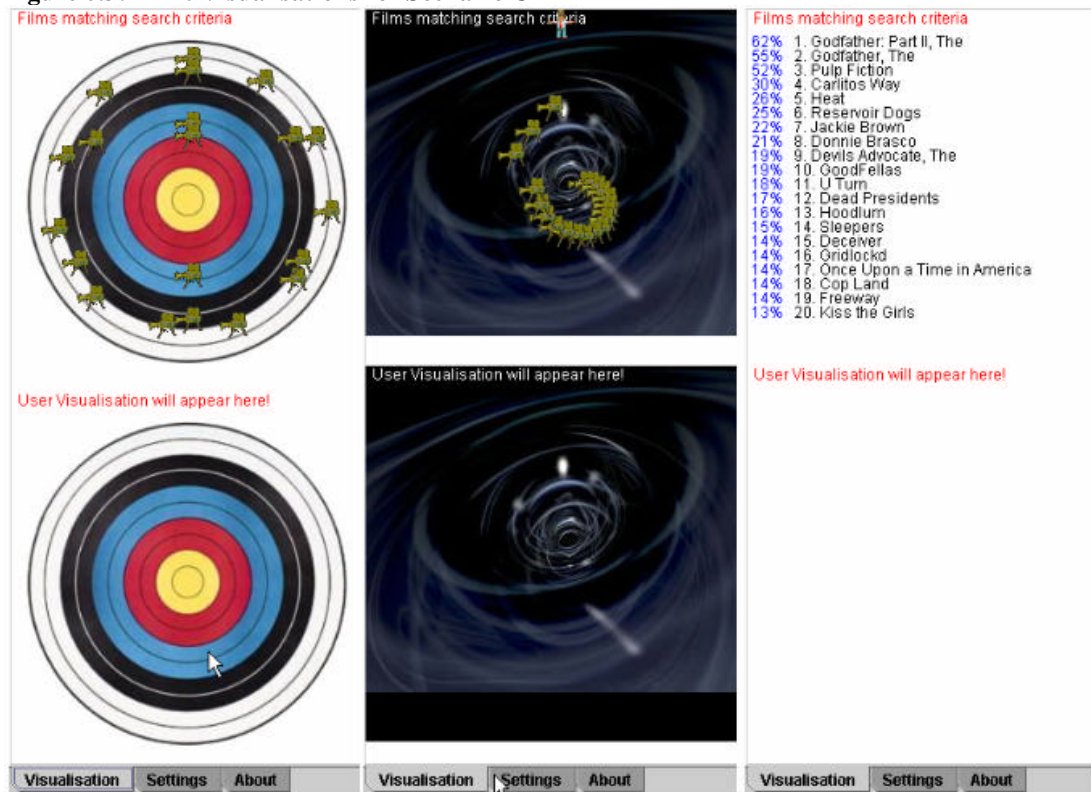 Films matching search criteria
User Visualisation will appear here!
Visualisation Settings About
Films matching search criteria
User Visualisation will appear here!
Visualisation Settings About
Films matching search criteria
62% 1. Godfather: Part II, The
55% 2. Godfather, The
52% 3. Pulp Fiction
30% 4. Carlitos Way
26% 5. Heat
25% 6. Reservoir Dogs
22% 7. Jackie Brown
21% 8. Donnie Brasco
19% 9. Devils Advocate, The
19% 10. GoodFellas
18% 11. U Turn
17% 12. Dead Presidents
16% 13. Hoodlum
15% 14. Sleepers
14% 15. Deceiver
14% 16. Gridlockd
14% 17. Once Upon a Time in America
14% 18. Cop Land
14% 19. Freeway
13% 20. Kiss the Girls
User Visualisation will appear here!
Visualisation Settings About